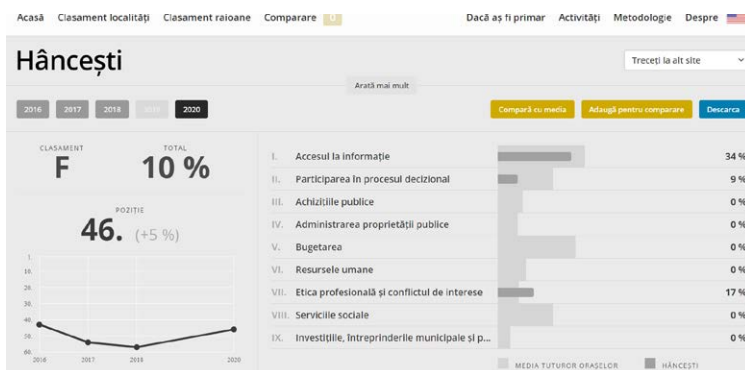 Acasă Clasament localități Clasament raioane Comparare 0 Dacă aș fi primar Activități Metodologie Despre
Hâncești
Treceți la alt site
Arată mai mult
2016 2017 2018 2020
Compară cu media Adaugă pentru comparare Descarca
CLASAMENT
F
TOTAL
10 %
POZIȚIE
46. (+5 %)
1.
10.
20.
30.
40.
50.
60.
2016 2017 2018 2020
I. Accesul la informație 34 %
II. Participarea în procesul decizional 9 %
III. Achizițiile publice 0 %
IV. Administrarea proprietății publice 0 %
V. Bugetarea 0 %
VI. Resursele umane 0 %
VII. Etica profesională și conflictul de interese 17 %
VIII. Serviciile sociale 0 %
IX. Investițiile, întreprinderile municipale și p... 0 %
MEDIA TUTUROR ORAȘELOR HÂNCEȘTI